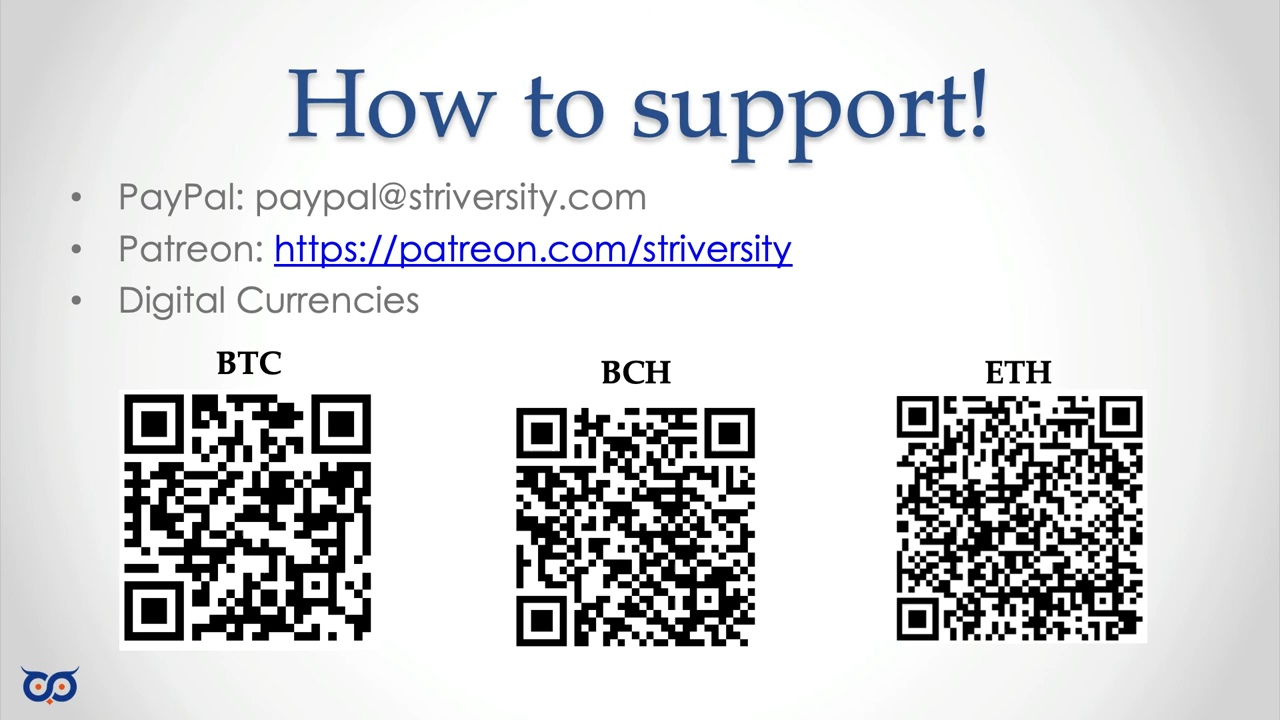 How to support!
• PayPal: paypal@striversity.com
• Patreon: https://patreon.com/striversity
• Digital Currencies
BTC
BCH
ETH